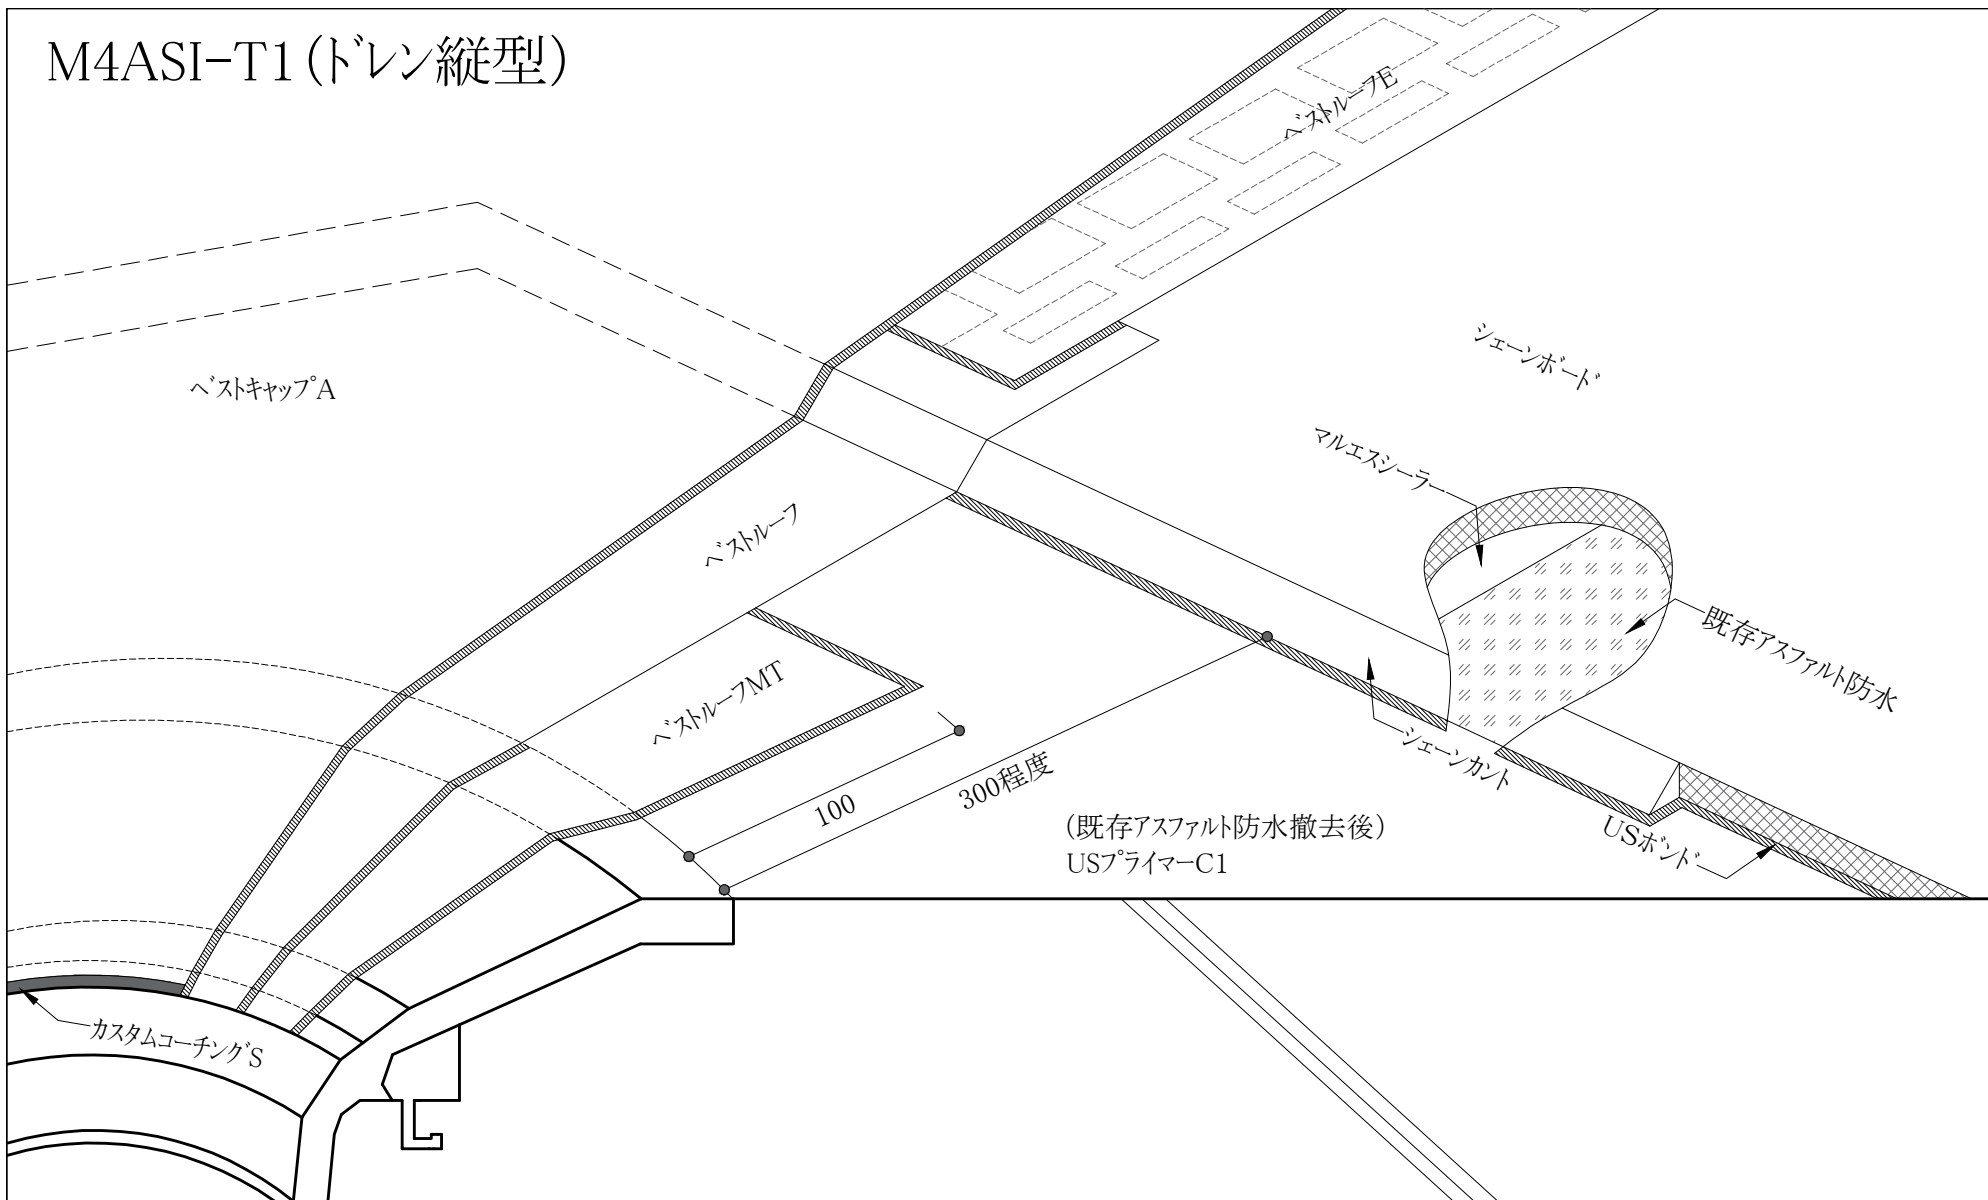 M4ASI-T1(ドレン縦型)
ベストルーフE
シェーンボード
ベストキャップA
マルエスシーラー
ベストルーフ
既存アスファルト防水
ベストルーフMT
シェーンカント
300程度
100
(既存アスファルト防水撤去後)
USプライマーC1
USボンド
カスタムコーチングS